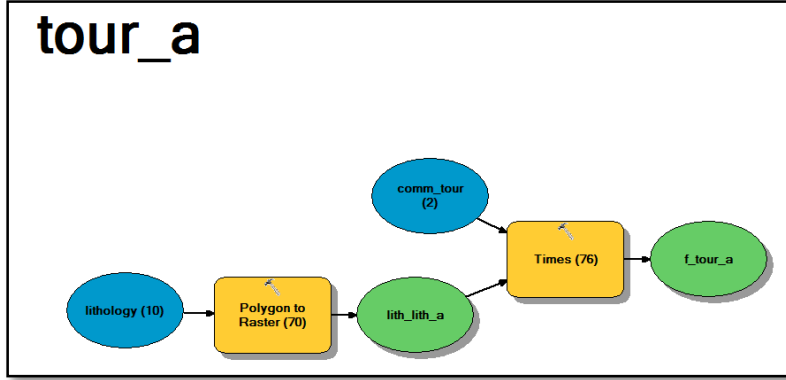 tour_a
comm_tour
(2)
Times (76)
f_tour_a
lithology (10)
Polygon to
Raster (70)
lith_lith_a